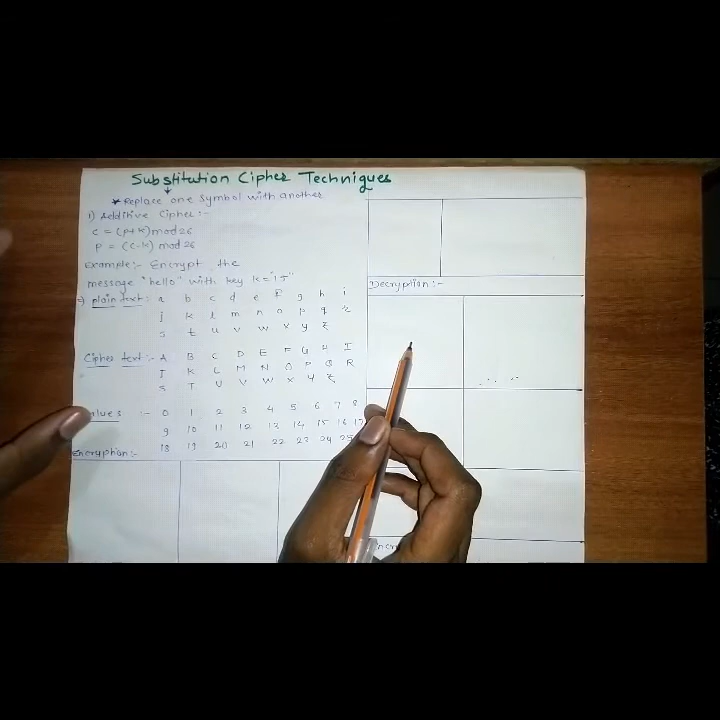 Substitution Cipher Techniques
* Replace one symbol with another
1) Additive Cipher:-
C = (P+K) mod 26
P = (C-K) mod 26
Example:- Encrypt the
message "hello" with key K="15"
plain text: a b c d e f g h i
j k l m n o p q r
s t u v w x y z
Cipher text:- A B C D E F G H I
J K L M N O P Q R
S T U V W X Y Z
values :- 0 1 2 3 4 5 6 7 8
9 10 11 12 13 14 15 16 17
18 19 20 21 22 23 24 25
Encryption:-
Decryption:-